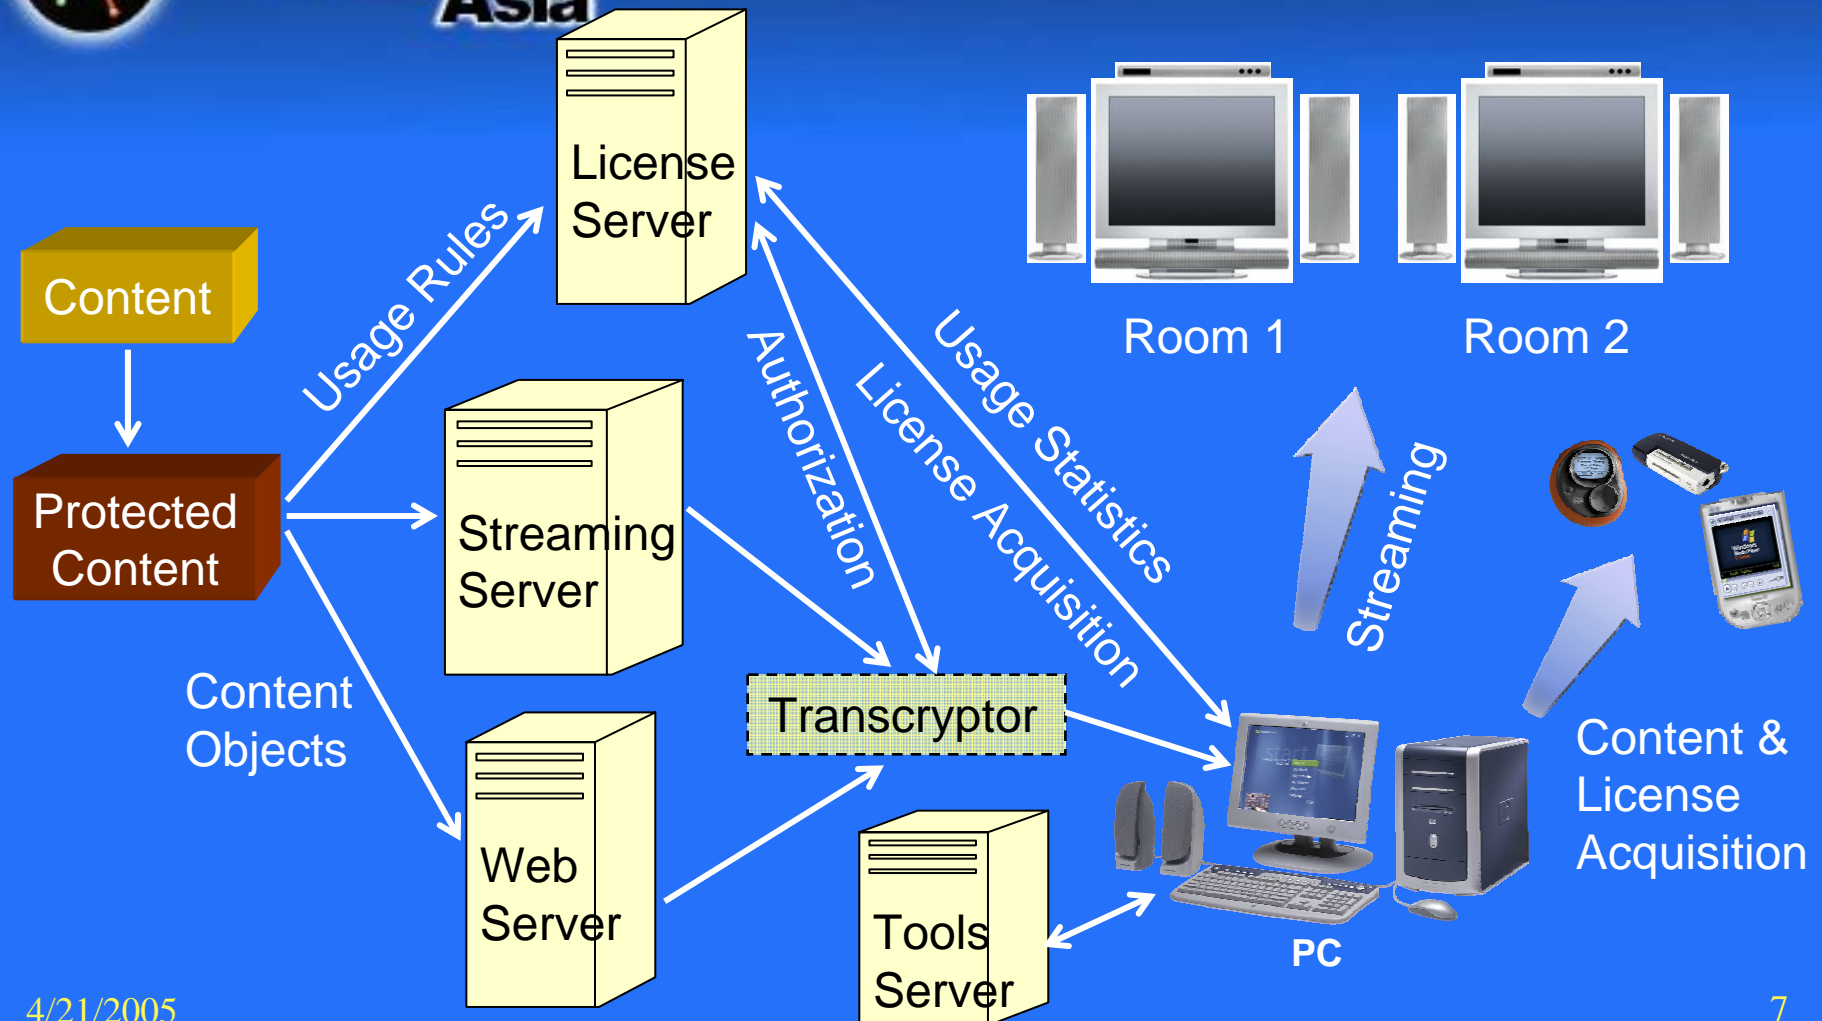 Asia
License
Server
Content
Usage Rules
Room 1
Room 2
Protected
Content
Streaming
Server
Authorization
License Acquisition
Usage Statistics
Streaming
Content
Objects
Transcryptor
Content &
License
Acquisition
Web
Server
Tools
Server
start
PC
4/21/2005
7